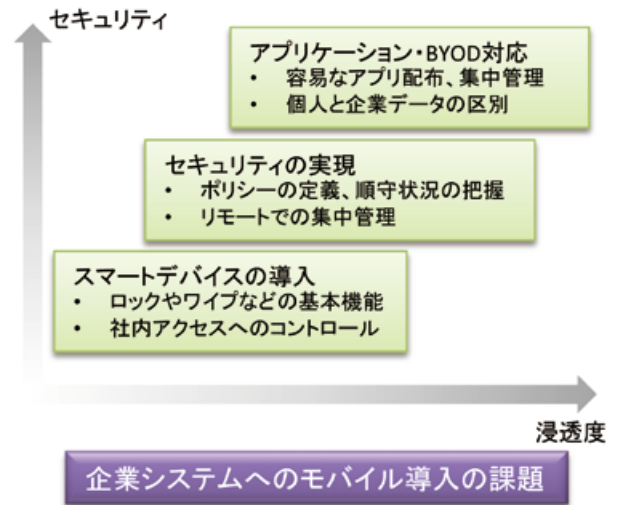 セキュリティ
アプリケーション・BYOD対応
• 容易なアプリ配布、集中管理
• 個人と企業データの区別
セキュリティの実現
• ポリシーの定義、順守状況の把握
• リモートでの集中管理
スマートデバイスの導入
• ロックやワイプなどの基本機能
• 社内アクセスへのコントロール
浸透度
企業システムへのモバイル導入の課題